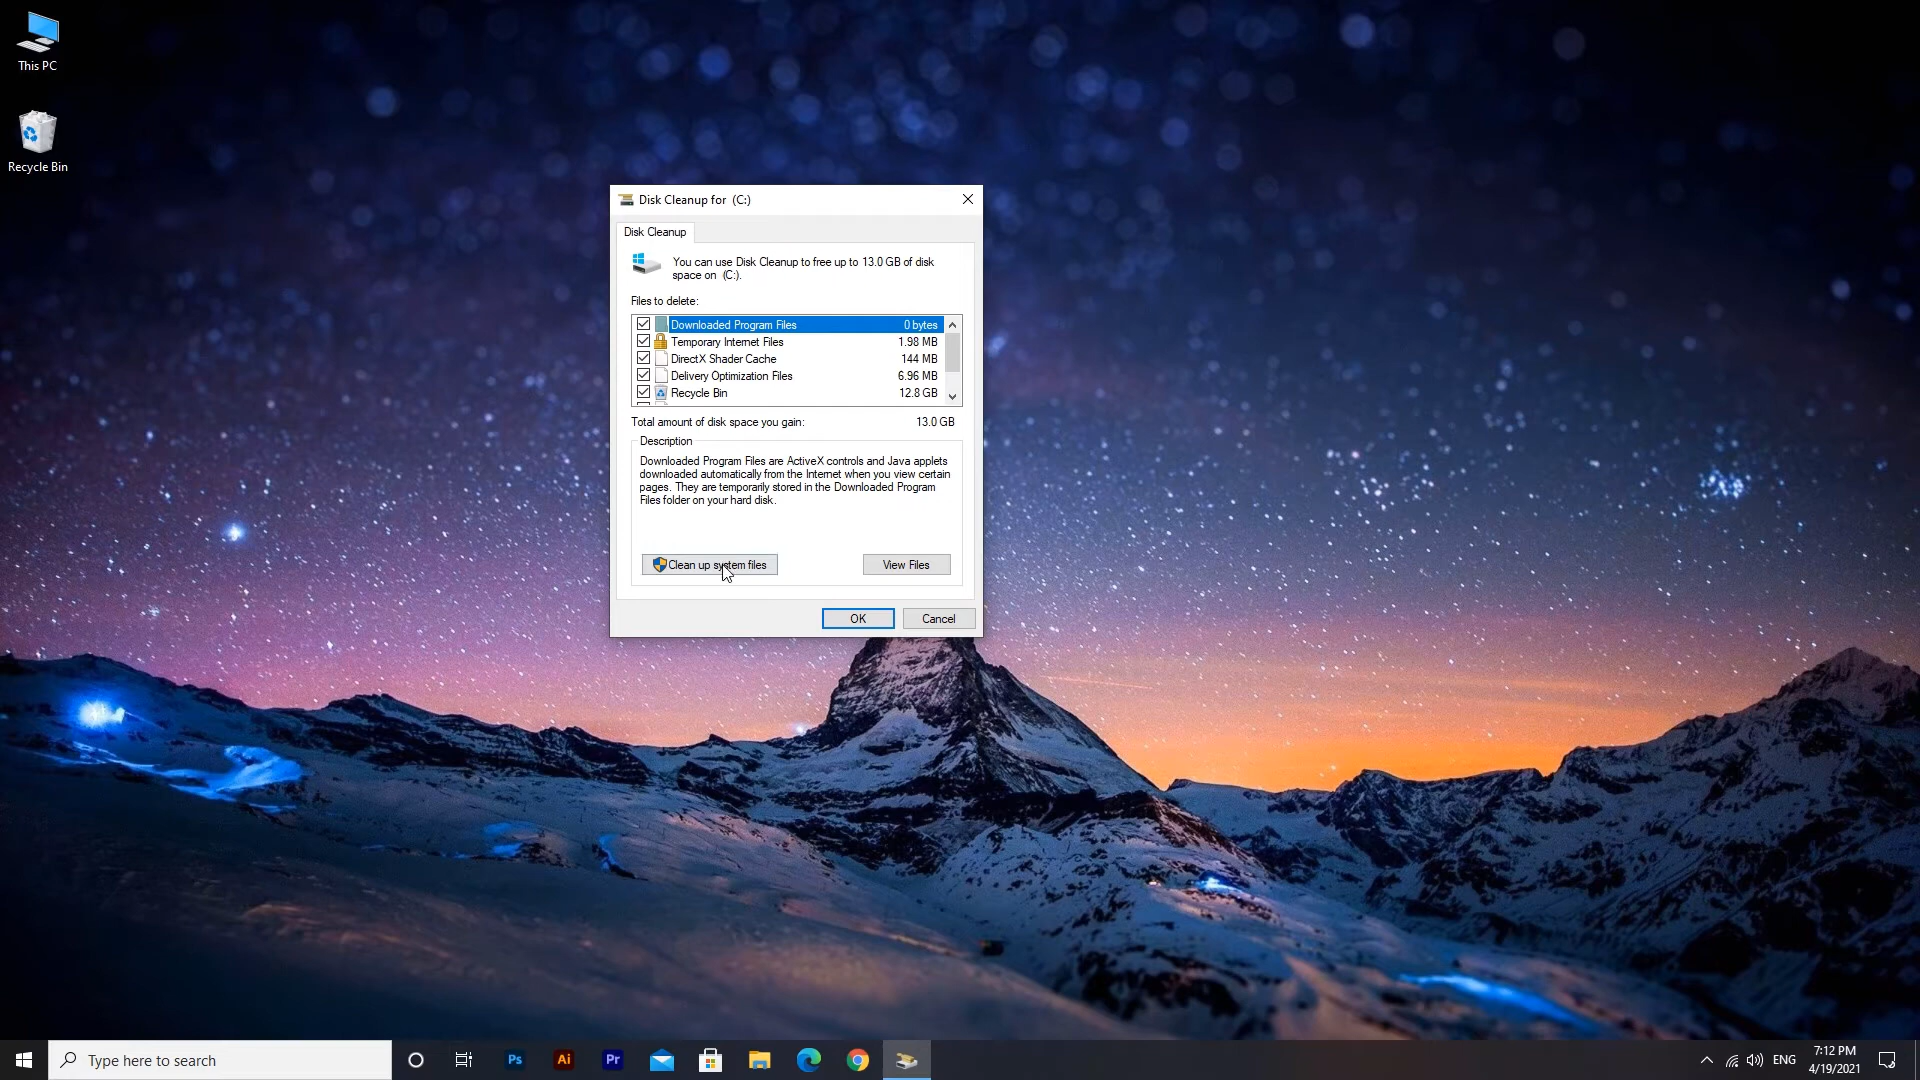 This PC
Recycle Bin
Disk Cleanup for (C:)
Disk Cleanup
You can use Disk Cleanup to free up to 13.0 GB of disk
space on (C:).
Files to delete:
Downloaded Program Files 0 bytes
Temporary Internet Files 1.98 MB
DirectX Shader Cache 144 MB
Delivery Optimization Files 6.96 MB
Recycle Bin 12.8 GB
Total amount of disk space you gain: 13.0 GB
Description
Downloaded Program Files are ActiveX controls and Java applets
downloaded automatically from the Internet when you view certain
pages. They are temporarily stored in the Downloaded Program
Files folder on your hard disk.
Clean up system files View Files
OK Cancel
Type here to search
Ps Ai Pr
ENG
7:12 PM
4/19/2021